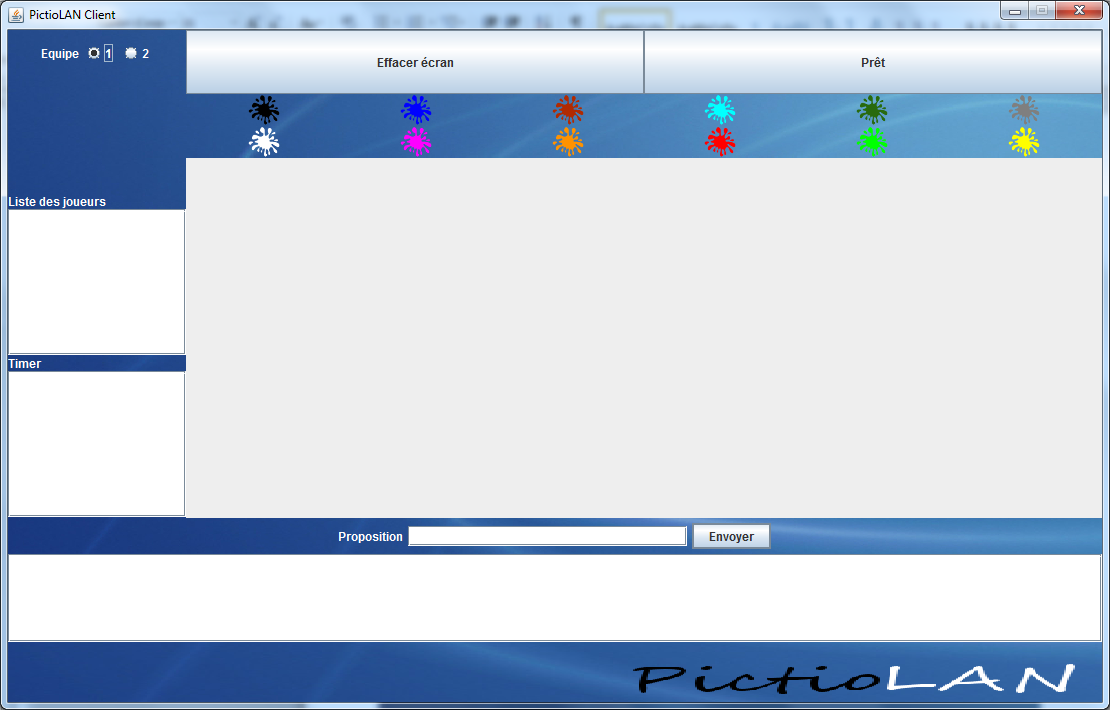 PictioLAN Client
Equipe 1 2
Effacer écran
Prêt
Liste des joueurs
Timer
Proposition
Envoyer
PictioLAN